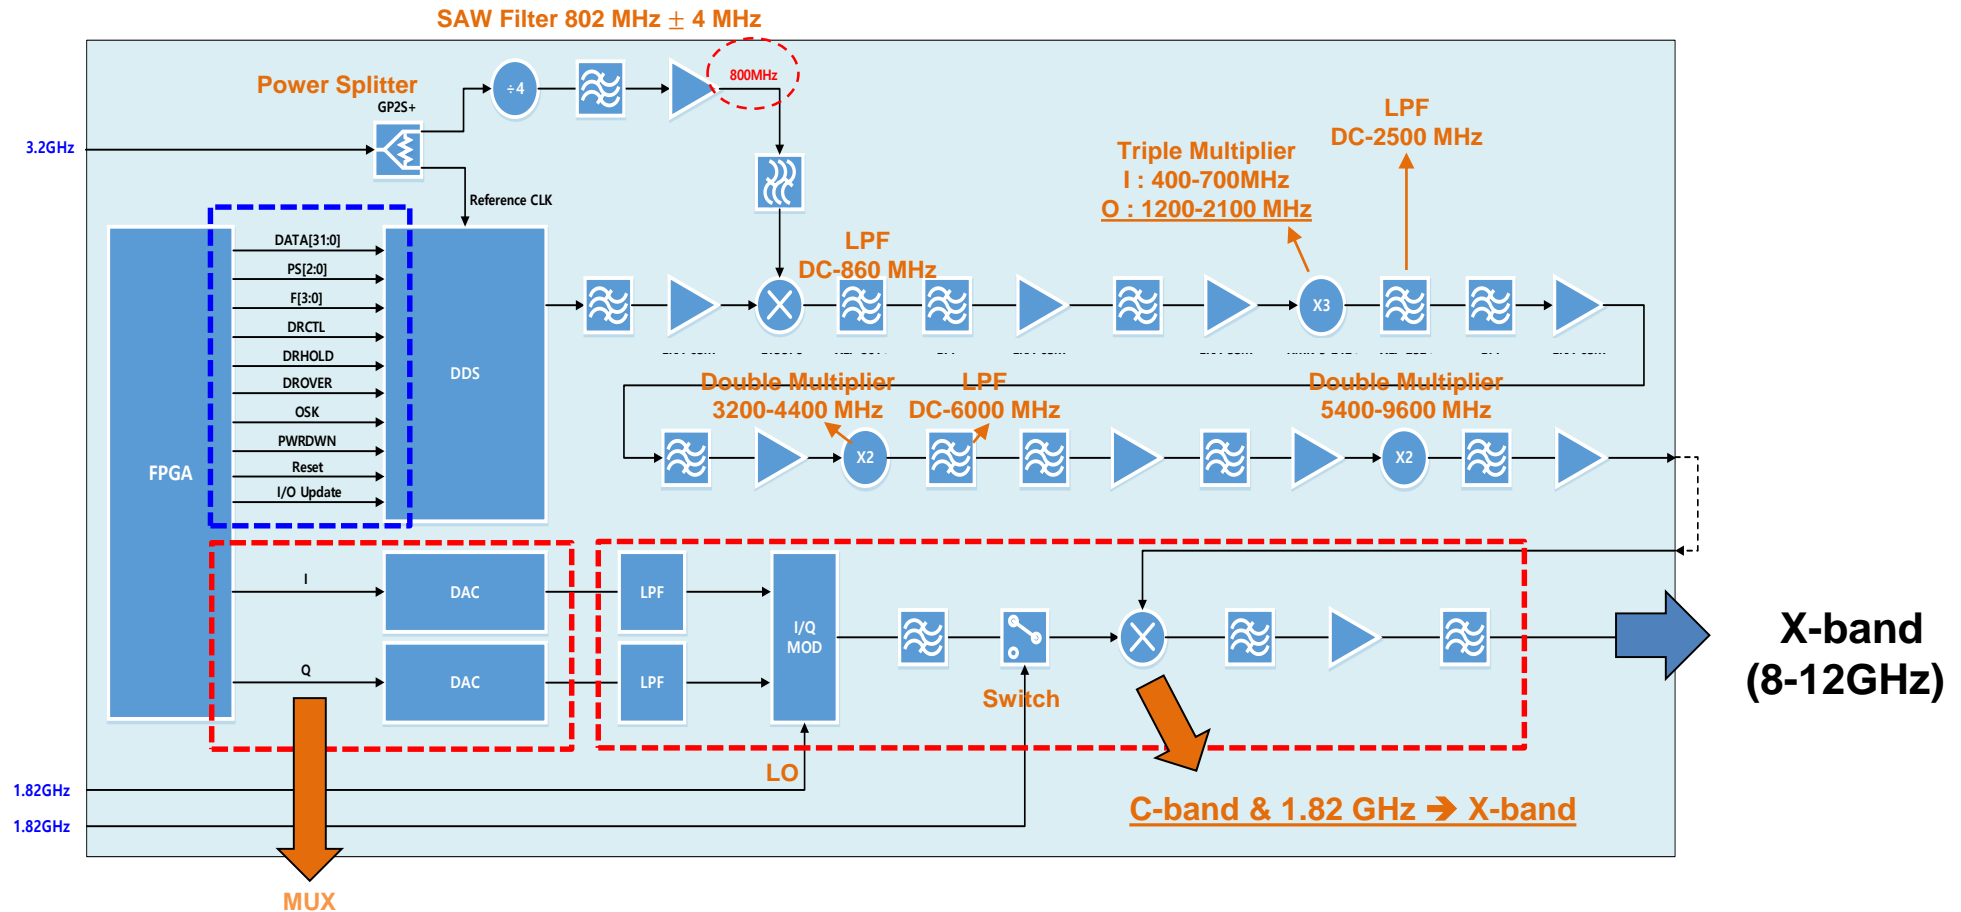 SAW Filter 802 MHz ± 4 MHz
Power Splitter
GP2S+
÷4
800MHz
3.2GHz
Reference CLK
LPF
DC-2500 MHz
Triple Multiplier
I : 400-700MHz
O : 1200-2100 MHz
LPF
DC-860 MHz
X3
FPGA
DATA[31:0]
PS[2:0]
F[3:0]
DRCTL
DRHOLD
DROVER
OSK
PWRDWN
Reset
I/O Update
DDS
Double Multiplier
3200-4400 MHz
LPF
DC-6000 MHz
Double Multiplier
5400-9600 MHz
X2
X2
I
DAC
LPF
Q
DAC
LPF
I/Q
MOD
Switch
X-band
(8-12GHz)
LO
1.82GHz
1.82GHz
C-band & 1.82 GHz ➔ X-band
MUX